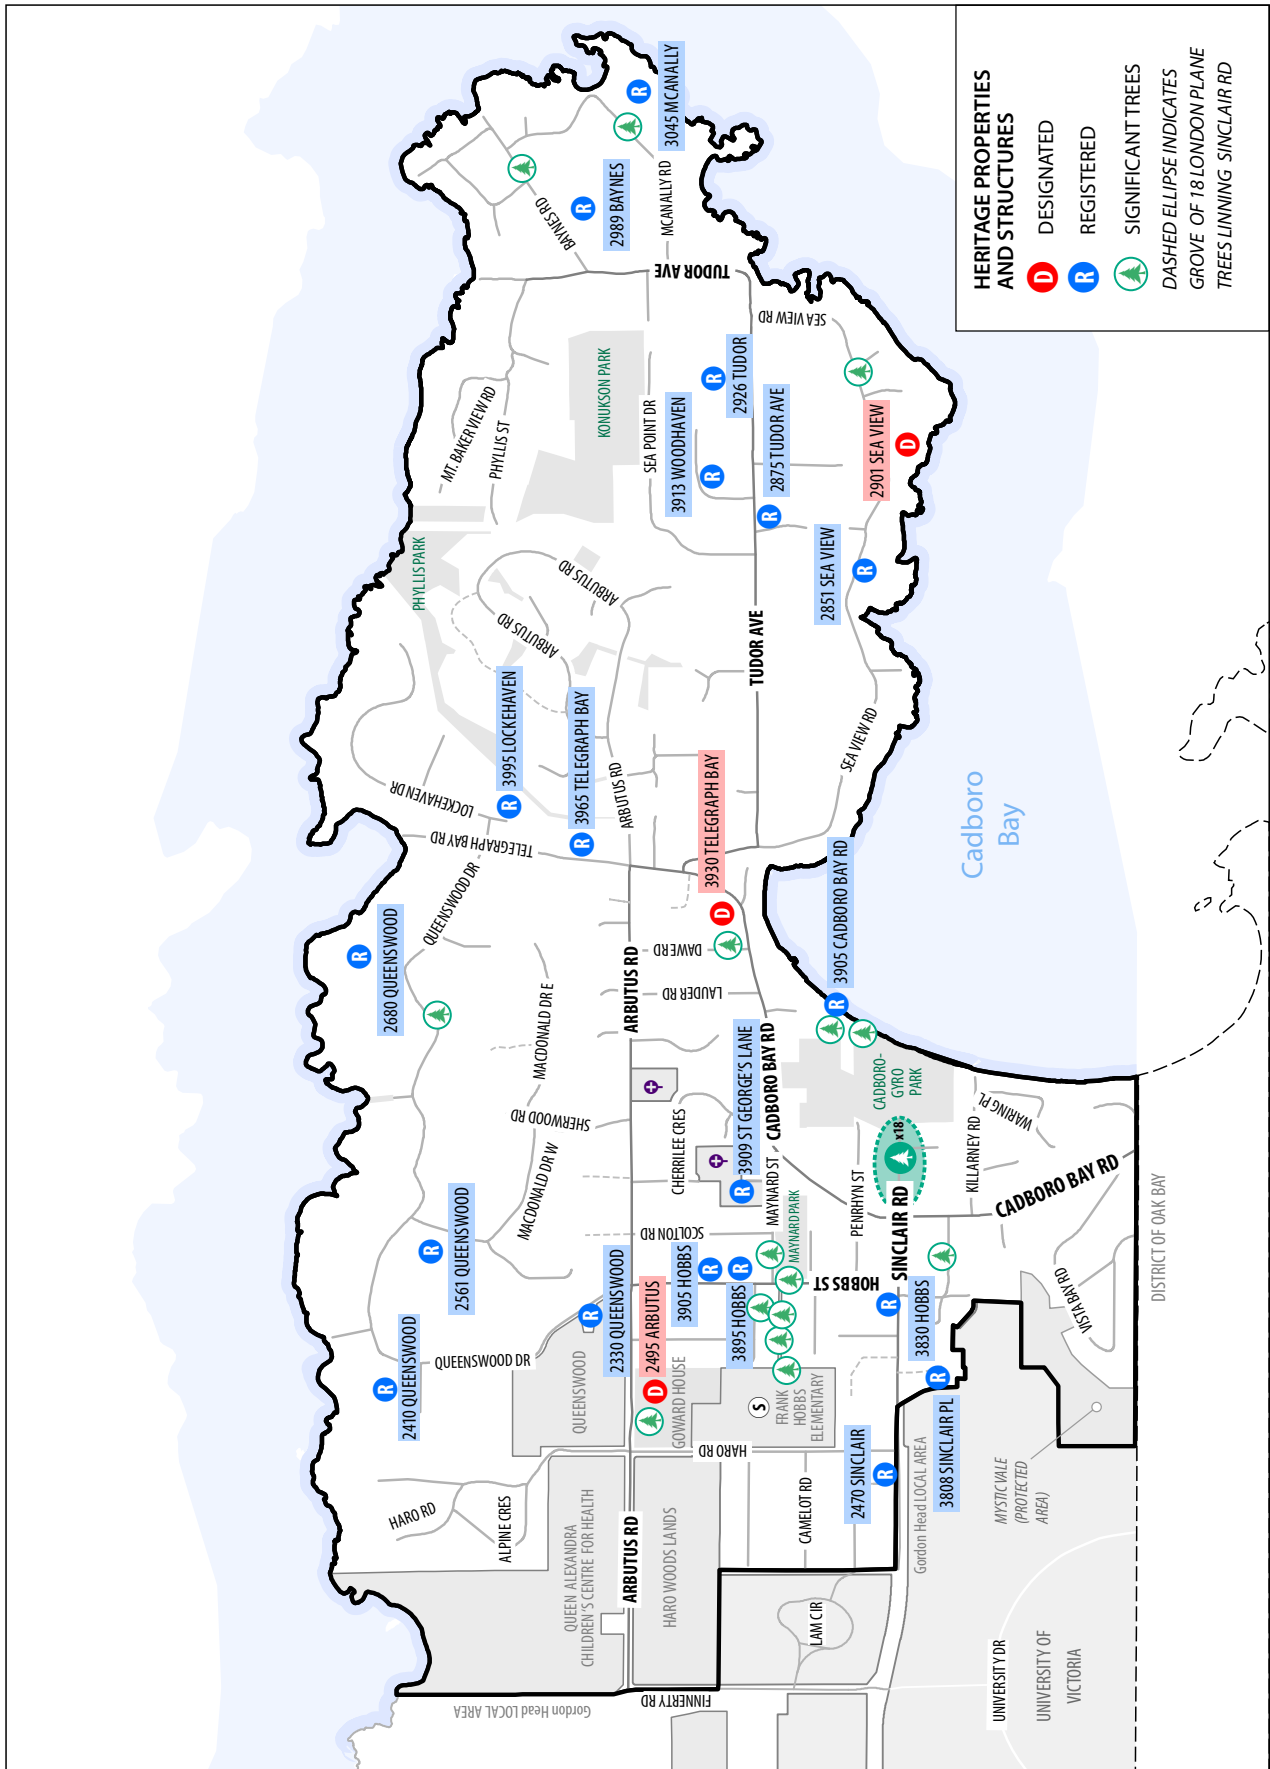 HERITAGE PROPERTIES
AND STRUCTURES
D
DESIGNATED
R
REGISTERED
SIGNIFICANT TREES
DASHED ELLIPSE INDICATES
GROVE OF 18 LONDON PLANE
TREES LINNING SINCLAIR RD
R
3045 MCANALLY
MCANALLY RD
R
2989 BAYNES
BAYNES RD
TUDOR AVE
SEA VIEW RD
KONUKSON PARK
MT. BAKER VIEW RD
PHYLLIS ST
SEA POINT DR
R
2926 TUDOR
R
3913 WOODHAVEN
R
2875 TUDOR AVE
D
2901 SEA VIEW
R
2851 SEA VIEW
PHYLLIS PARK
ARBUTUS RD
ARBUTUS RD
TUDOR AVE
SEA VIEW RD
R
3995 LOCKEHAVEN
R
3965 TELEGRAPH BAY
LOCKEHAVEN DR
TELEGRAPH BAY RD
ARBUTUS RD
D
3930 TELEGRAPH BAY
Cadboro
Bay
R
3905 CADBORO BAY RD
QUEENSWOOD DR
R
2680 QUEENSWOOD
ARBUTUS RD
DAWE RD
LAUDER RD
MACDONALD DR E
SHERWOOD RD
MACDONALD DR W
CHERRILEE CRES
R
3909 ST GEORGE'S LANE
CADBORO BAY RD
MAYNARD ST
CADBORO-
GYRO
PARK
x18
WARING PL
KILLARNEY RD
CADBORO BAY RD
PENRHYN ST
SINCLAIR RD
MAYNARD PARK
SCOLTON RD
HOBBS ST
R
2561 QUEENSWOOD
R
2330 QUEENSWOOD
R
3905 HOBBS
R
3895 HOBBS
R
3830 HOBBS
DISTRICT OF OAK BAY
VISTA BAY RD
R
2410 QUEENSWOOD
QUEENSWOOD DR
QUEENSWOOD
D
2495 ARBUTUS
GOWARD HOUSE
S
FRANK
HOBBS
ELEMENTARY
R
3808 SINCLAIR PL
R
2470 SINCLAIR
HARO RD
MYSTIC VALE
(PROTECTED
AREA)
HARO RD
ALPINE CRES
QUEEN ALEXANDRA
CHILDREN'S CENTRE FOR HEALTH
ARBUTUS RD
HARO WOODS LANDS
CAMELOT RD
Gordon Head LOCAL AREA
LAM CIR
FINNERTY RD
Gordon Head LOCAL AREA
UNIVERSITY DR
UNIVERSITY OF
VICTORIA